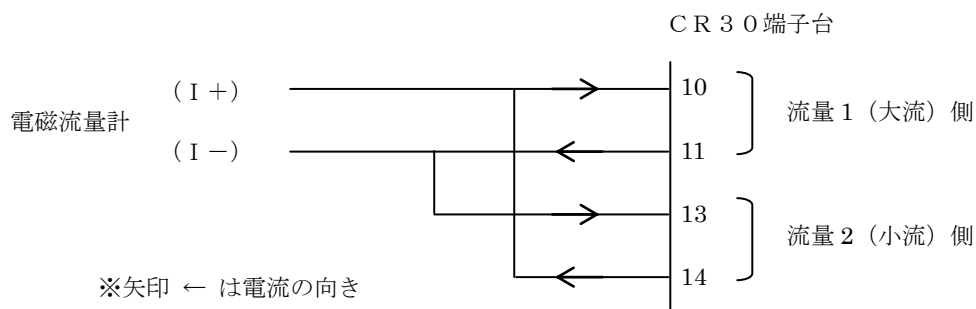 ＣＲ３０端子台
（Ｉ＋）
10
電磁流量計
流量 1（大流）側
（Ｉ－）
11
13
流量 2（小流）側
14
※矢印 ← は電流の向き